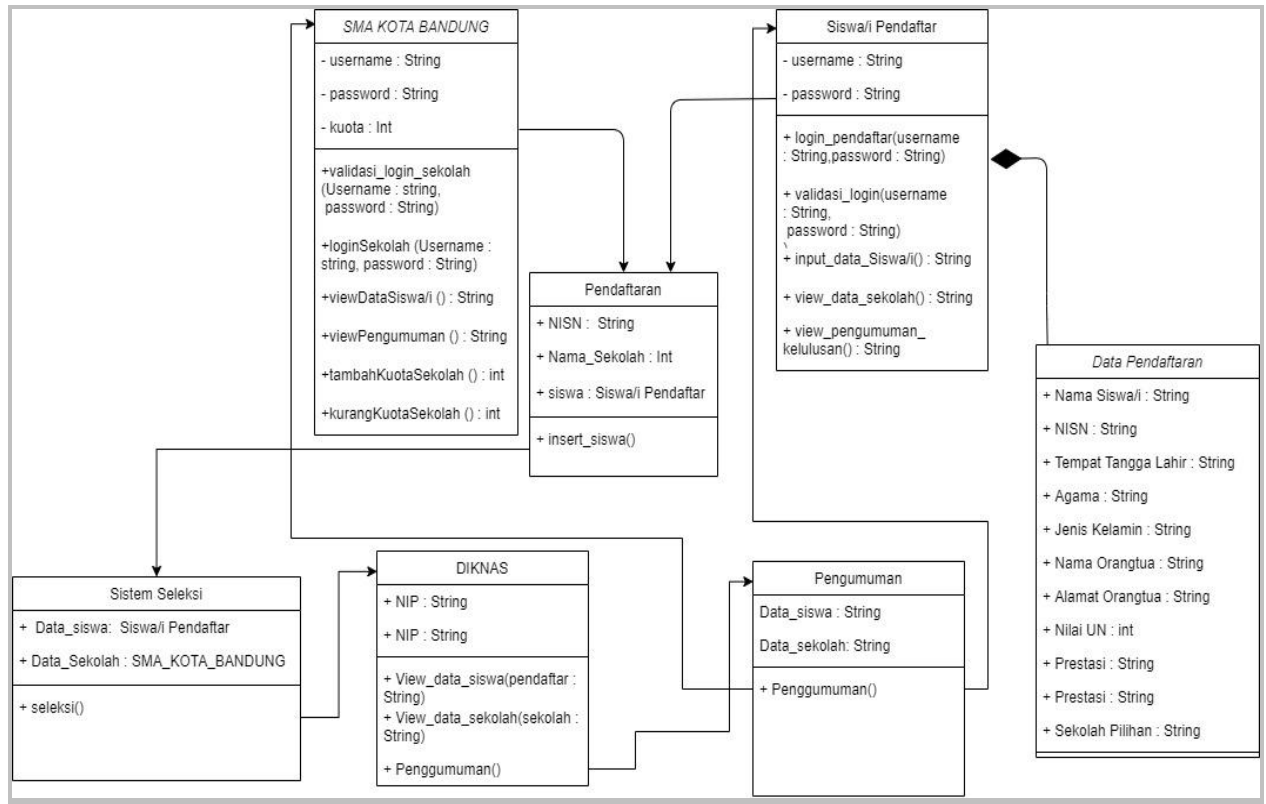 SMA KOTA BANDUNG
- username : String
- password : String
- kuota : Int
+validasi_login_sekolah
(Username : string,
password : String)
+loginSekolah (Username :
string, password : String)
+viewDataSiswa/i () : String
+viewPengumuman () : String
+tambahKuotaSekolah () : int
+kurangKuotaSekolah () : int
Siswa/i Pendaftar
- username : String
- password : String
+ login_pendaftar(username
: String,password : String)
+ validasi_login(username
: String,
password : String)
\
+ input_data_Siswa/i() : String
+ view_data_sekolah() : String
+ view_pengumuman_
kelulusan() : String
Pendaftaran
+ NISN : String
+ Nama_Sekolah : Int
+ siswa : Siswa/i Pendaftar
+ insert_siswa()
Data Pendaftaran
+ Nama Siswa/i : String
+ NISN : String
+ Tempat Tangga Lahir : String
+ Agama : String
+ Jenis Kelamin : String
+ Nama Orangtua : String
+ Alamat Orangtua : String
+ Nilai UN : int
+ Prestasi : String
+ Prestasi : String
+ Sekolah Pilihan : String
Sistem Seleksi
+ Data_siswa: Siswa/i Pendaftar
+ Data_Sekolah : SMA_KOTA_BANDUNG
+ seleksi()
DIKNAS
+ NIP : String
+ NIP : String
+ View_data_siswa(pendaftar :
String)
+ View_data_sekolah(sekolah :
String)
+ Penggumuman()
Pengumuman
Data_siswa : String
Data_sekolah: String
+ Penggumuman()